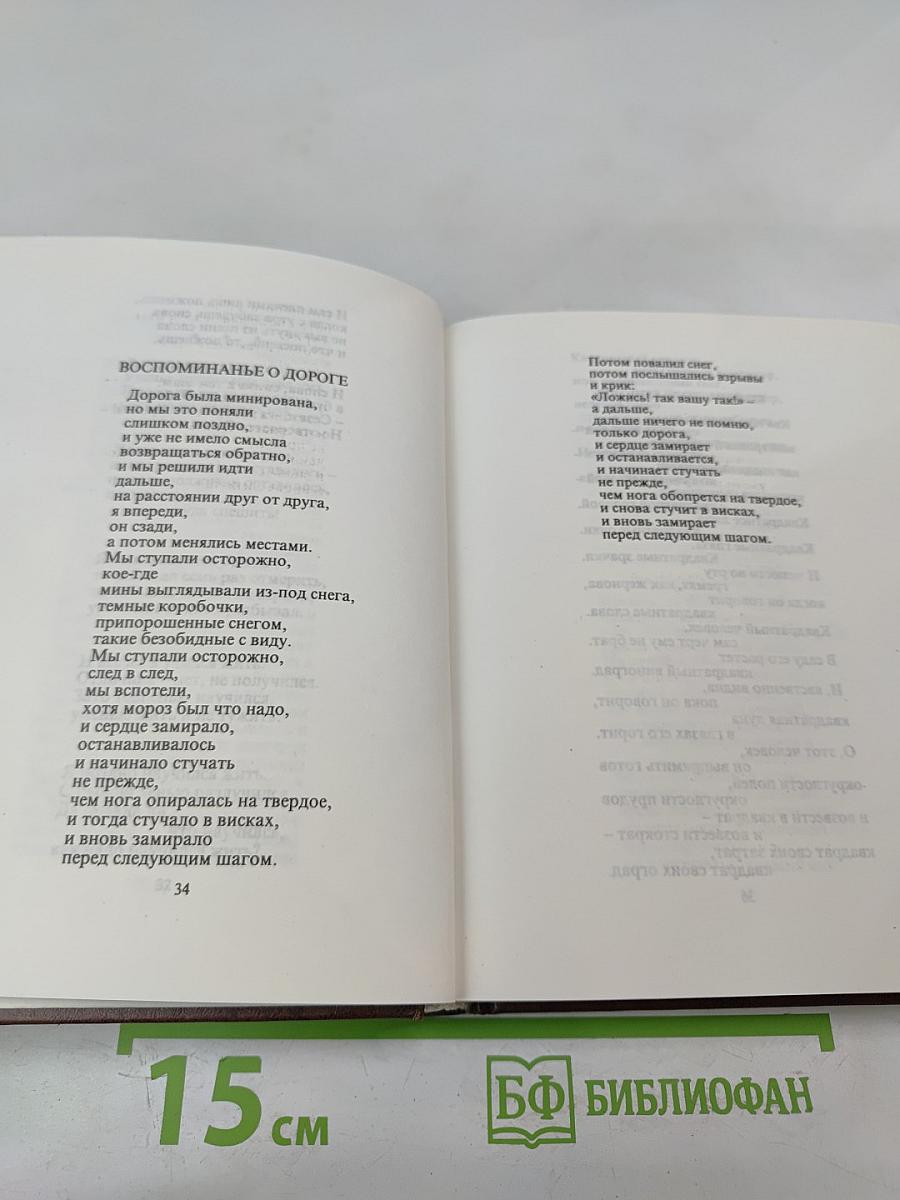 ВОСПОМИНАНЬЕ О ДОРОГЕ
Дорога была минирована,
но мы это поняли
слишком поздно,
и уже не имело смысла
возвращаться обратно,
и мы решили идти
дальше,
на расстоянии друг от друга,
я впереди,
он сзади,
а потом менялись местами.
Мы ступали осторожно,
кое-где
мины выглядывали из-под снега,
темные коробочки,
припорошенные снегом,
такие безобидные с виду.
Мы ступали осторожно,
след в след,
мы вспотели,
хотя мороз был что надо,
и сердце замирало,
останавливалось
и начинало стучать
не прежде,
чем нога опиралась на твердое,
и тогда стучало в висках,
и вновь замирало
перед следующим шагом.
34
Потом повалил снег,
потом послышались взрывы
и крик:
«Ложись! так вашу так!» –
а дальше,
дальше ничего не помню,
только дорога,
и сердце замирает
и останавливается,
и начинает стучать
не прежде,
чем нога обопрется на твердое,
и снова стучит в висках,
и вновь замирает
перед следующим шагом.
15 см
БФ БИБЛИОФАН